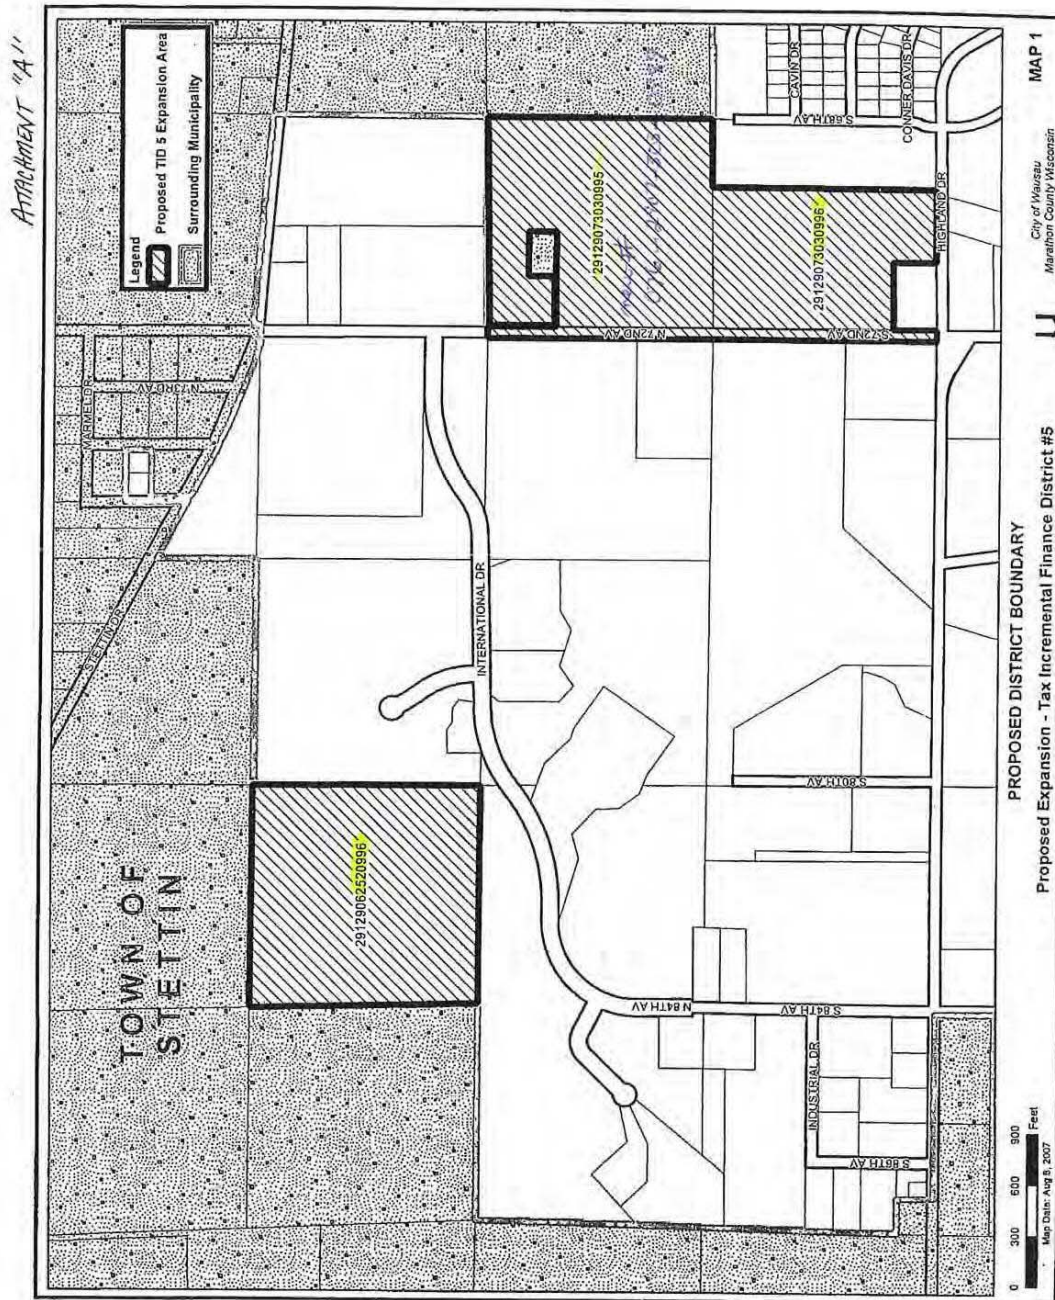 ATTACHMENT "A"
Legend
Proposed TID 5 Expansion Area
Surrounding Municipality
TOWN OF
STETTIN
STETTIN DR
MARMEL DR
N 73RD AV
INTERNATIONAL DR
29129062520996
29129073030995
29129073030996
N 72ND AV
S 72ND AV
CAVIN DR
S 68TH AV
CONNER DAVIS DR
HIGHLAND DR
S 80TH AV
N 84TH AV
S 84TH AV
INDUSTRIAL DR
S 86TH AV
0 300 600 900
Feet
Map Date: Aug 8, 2007
PROPOSED DISTRICT BOUNDARY
Proposed Expansion - Tax Incremental Finance District #5
City of Wausau
Marathon County Wisconsin
MAP 1